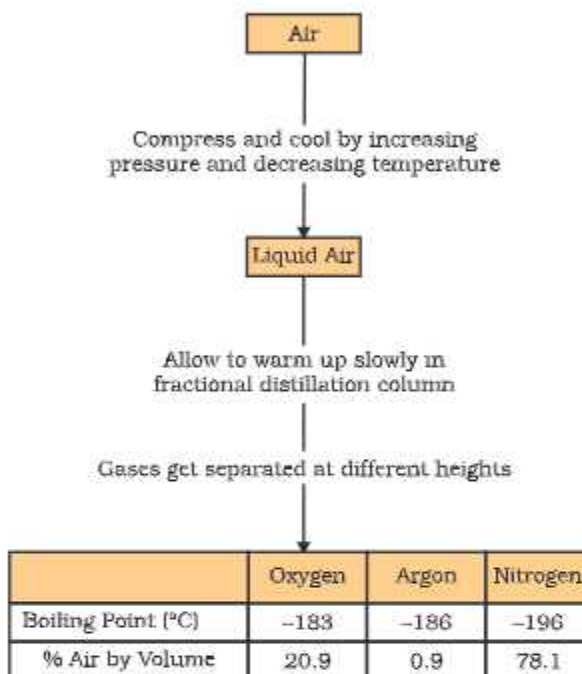 Air
Compress and cool by increasing
pressure and decreasing temperature
Liquid Air
Allow to warm up slowly in
fractional distillation column
Gases get separated at different heights
Oxygen Argon Nitrogen
Boiling Point (°C) –183 –186 –196
% Air by Volume 20.9 0.9 78.1